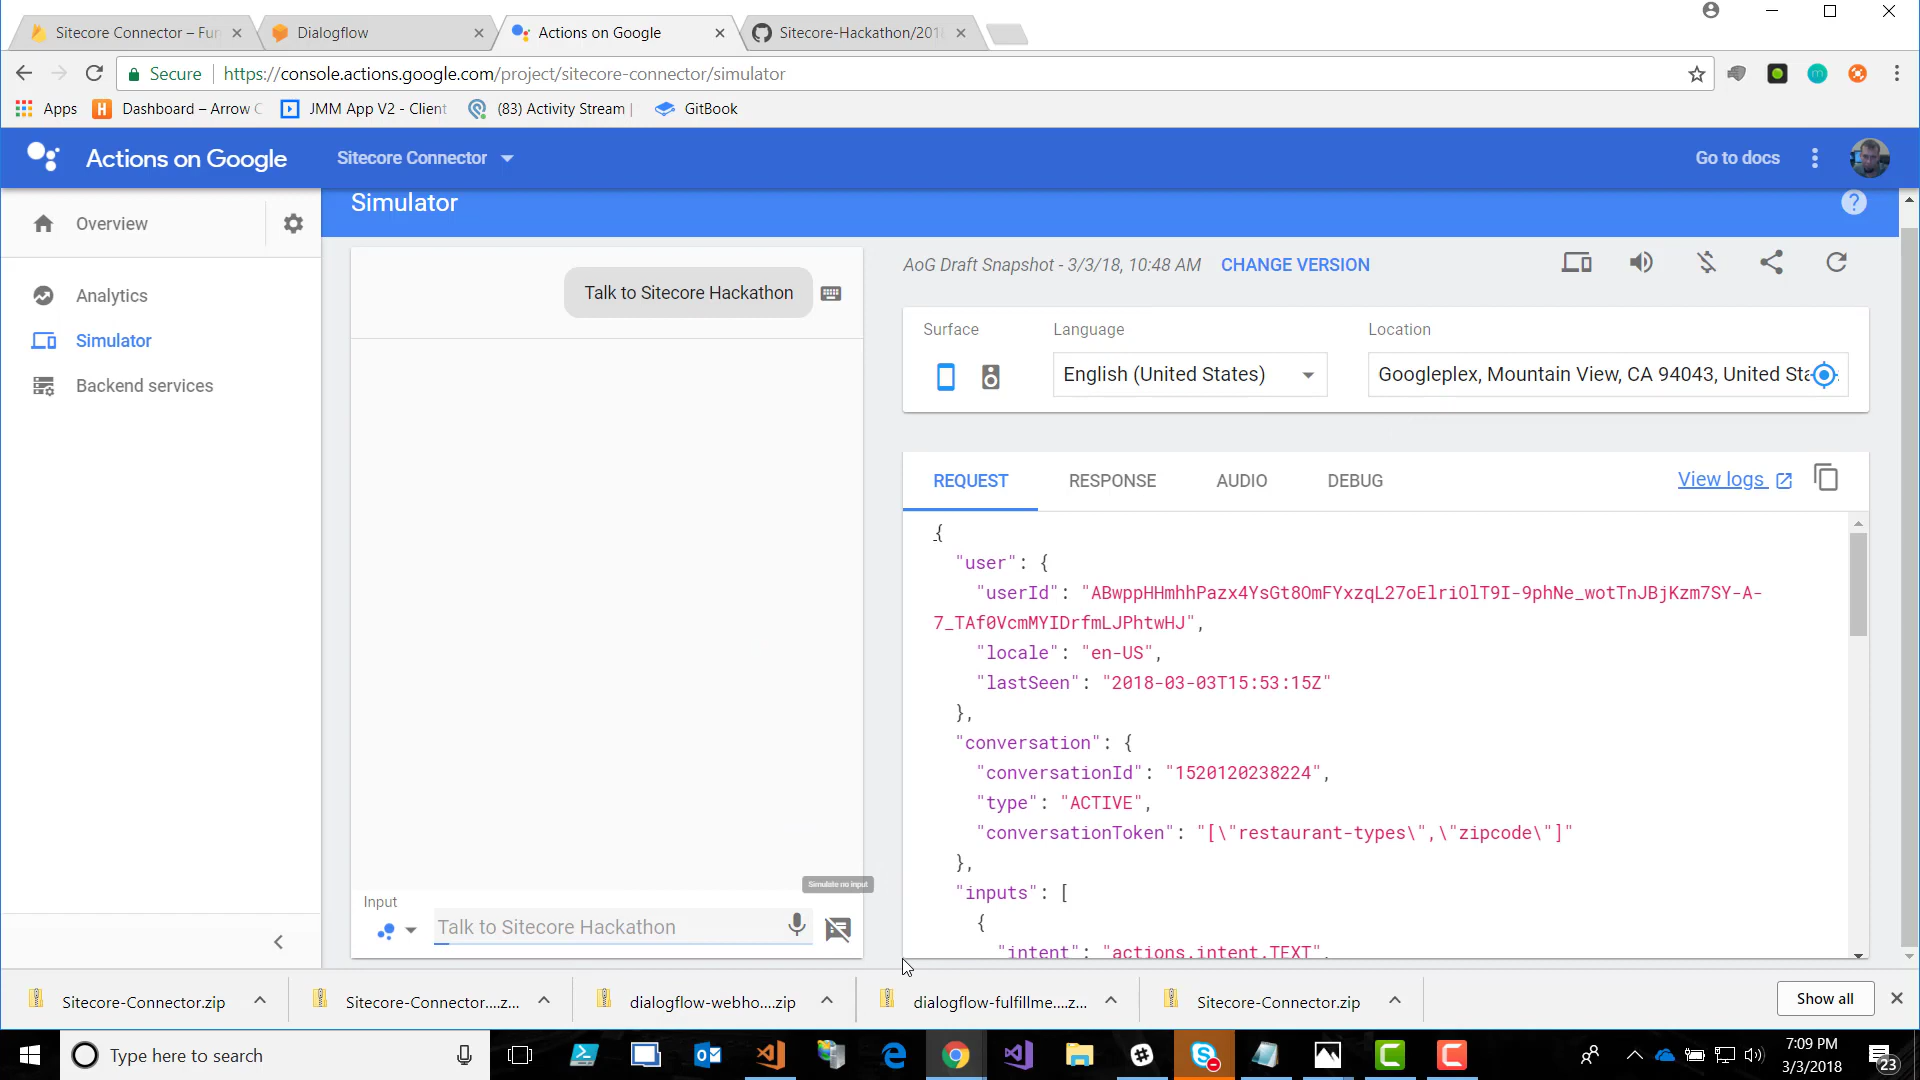 Sitecore Connector – Fun
Dialogflow
Actions on Google
Sitecore-Hackathon/201
Secure
https://console.actions.google.com/project/sitecore-connector/simulator
Apps
H
Dashboard – Arrow C
JMM App V2 - Client
(83) Activity Stream |
GitBook
Actions on Google
Sitecore Connector
Go to docs
Overview
Simulator
?
Analytics
Simulator
Backend services
Talk to Sitecore Hackathon
AoG Draft Snapshot - 3/3/18, 10:48 AM
CHANGE VERSION
Surface
Language
Location
English (United States)
Googleplex, Mountain View, CA 94043, United Sta
REQUEST
RESPONSE
AUDIO
DEBUG
View logs
{
"user": {
"userId": "ABwppHHmhhPazx4YsGt8OmFYxzqL27oElriOlT9I-9phNe_wotTnJBjKzm7SY-A-
7_TAf0VcmMYIDrfmLJPhtwHJ",
"locale": "en-US",
"lastSeen": "2018-03-03T15:53:15Z"
},
"conversation": {
"conversationId": "1520120238224",
"type": "ACTIVE",
"conversationToken": "[\"restaurant-types\",\"zipcode\"]"
},
"inputs": [
{
"intent": "actions.intent.TEXT",
Simulate no input
Input
Talk to Sitecore Hackathon
Sitecore-Connector.zip
Sitecore-Connector....z...
dialogflow-webho....zip
dialogflow-fulfillme....z...
Sitecore-Connector.zip
Show all
Type here to search
7:09 PM
3/3/2018
23